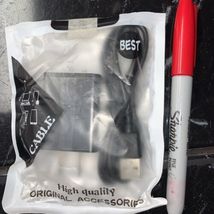 BEST
CABLE
High quality
ORIGINAL ACCESSORIES
Sharpie